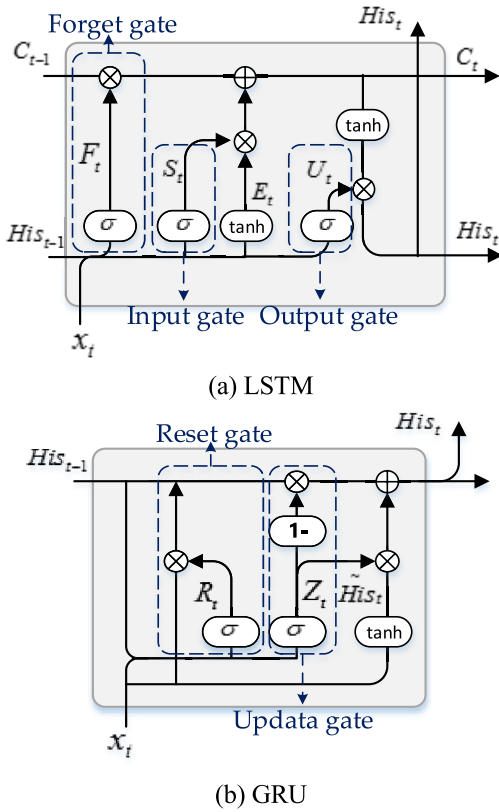 Forget gate
His_t
C_{t-1}
C_t
tanh
F_t
S_t
E_t
U_t
σ
σ
tanh
σ
His_{t-1}
His_t
x_t
Input gate
Output gate
(a) LSTM
Reset gate
His_t
His_{t-1}
1-
R_t
Z_t
H̃is_t
σ
σ
tanh
x_t
Updata gate
(b) GRU